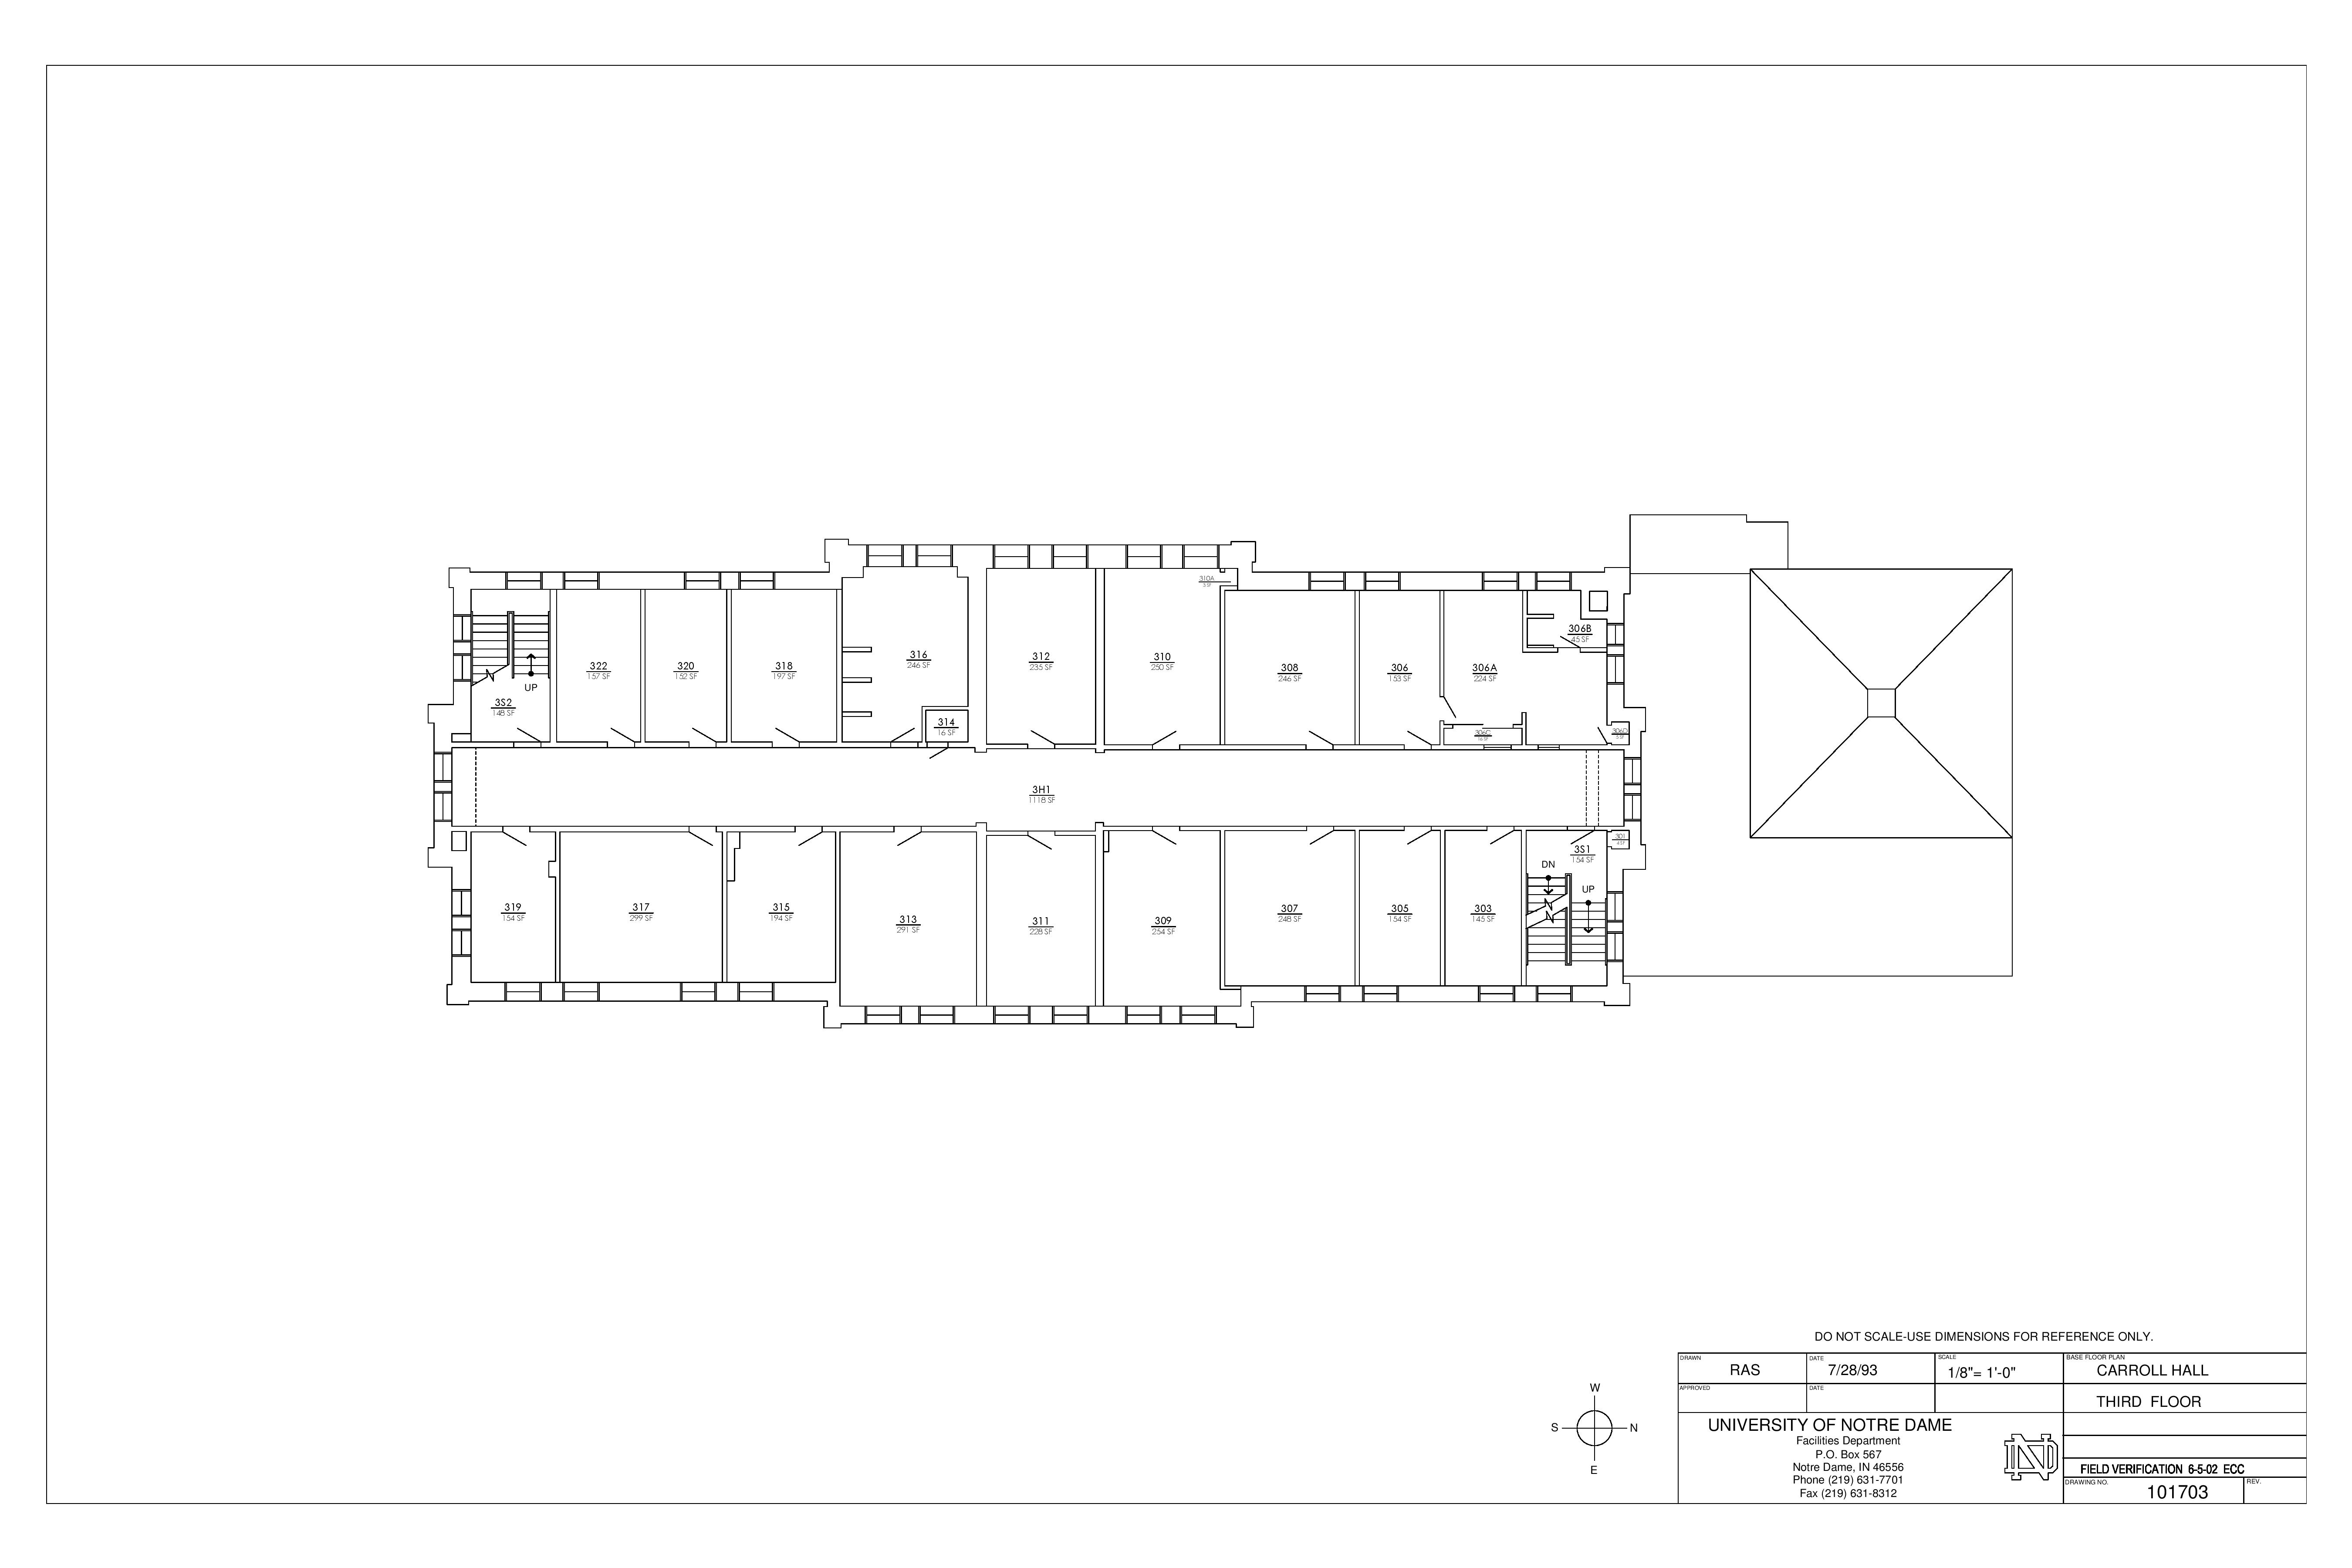 310A
322
157 SF
320
152 SF
318
197 SF
316
246 SF
312
235 SF
310
250 SF
308
246 SF
306
153 SF
306A
224 SF
306B
45 SF
UP
3S2
148 SF
314
16 SF
306C
306D
3H1
1118 SF
301
3S1
154 SF
DN
UP
319
154 SF
317
299 SF
315
194 SF
313
291 SF
311
228 SF
309
254 SF
307
248 SF
305
154 SF
303
145 SF
DO NOT SCALE-USE DIMENSIONS FOR REFERENCE ONLY.
DRAWN
RAS
DATE
7/28/93
SCALE
1/8"= 1'-0"
BASE FLOOR PLAN
CARROLL HALL
APPROVED
DATE
THIRD FLOOR
W
S
N
E
UNIVERSITY OF NOTRE DAME
Facilities Department
P.O. Box 567
Notre Dame, IN 46556
Phone (219) 631-7701
Fax (219) 631-8312
ND
FIELD VERIFICATION 6-5-02 ECC
DRAWING NO.
101703
REV.